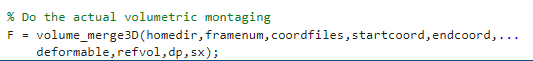 % Do the actual volumetric montaging
F = volume_merge3D(homedir,framenum,coordfiles,startcoord,endcoord,...
deformable,refvol,dp,sx);